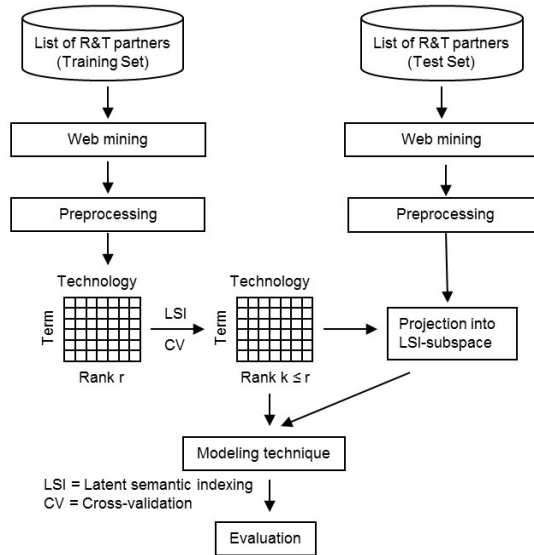 List of R&T partners
(Training Set)
List of R&T partners
(Test Set)
Web mining
Web mining
Preprocessing
Preprocessing
Technology
Technology
Term
LSI
CV
Term
Projection into
LSI-subspace
Rank r
Rank k ≤ r
Modeling technique
LSI = Latent semantic indexing
CV = Cross-validation
Evaluation